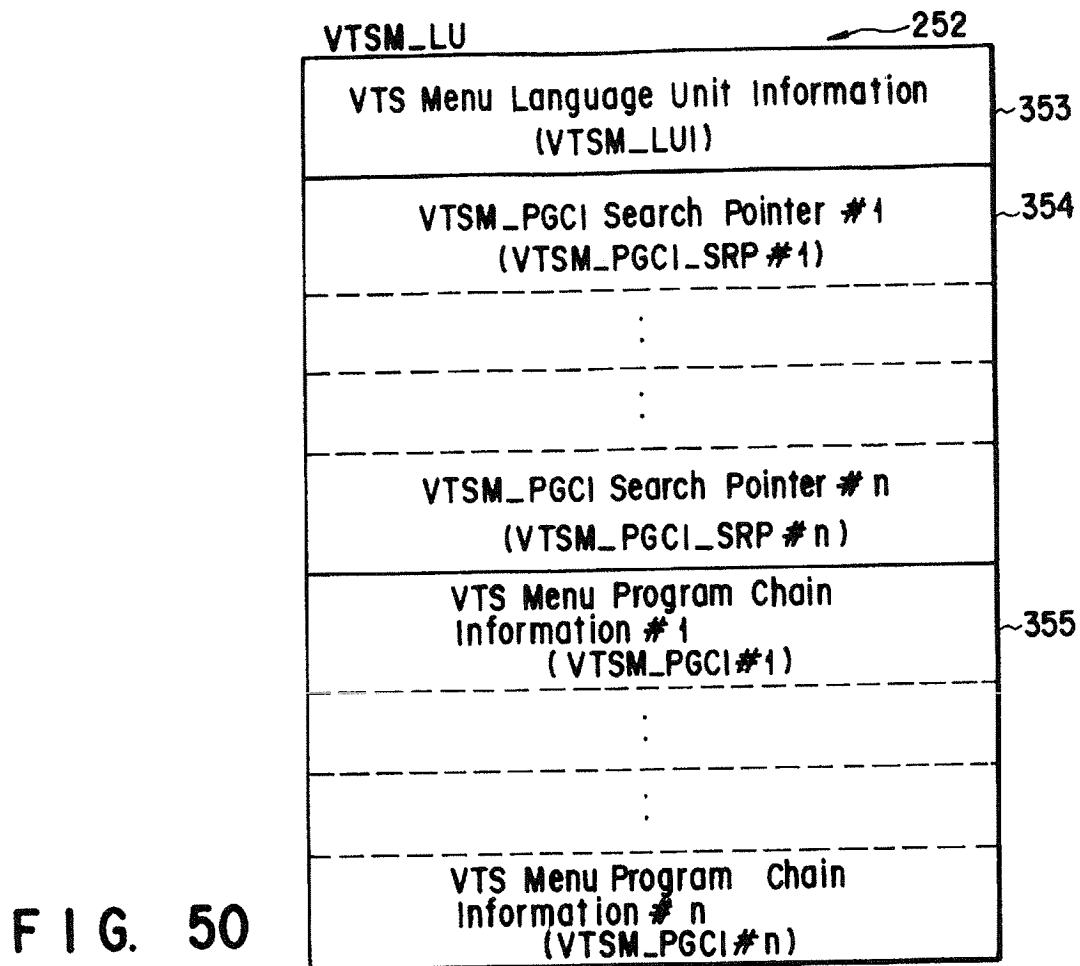 VTSM_LU
252
VTS Menu Language Unit Information
(VTSM_LUI)
353
VTSM_PGCI Search Pointer #1
(VTSM_PGCI_SRP #1)
354
VTSM_PGCI Search Pointer # n
(VTSM_PGCI_SRP # n)
VTS Menu Program Chain
Information # 1
(VTSM_PGCI#1)
355
VTS Menu Program Chain
Information # n
(VTSM_PGCI#n)
FIG. 50